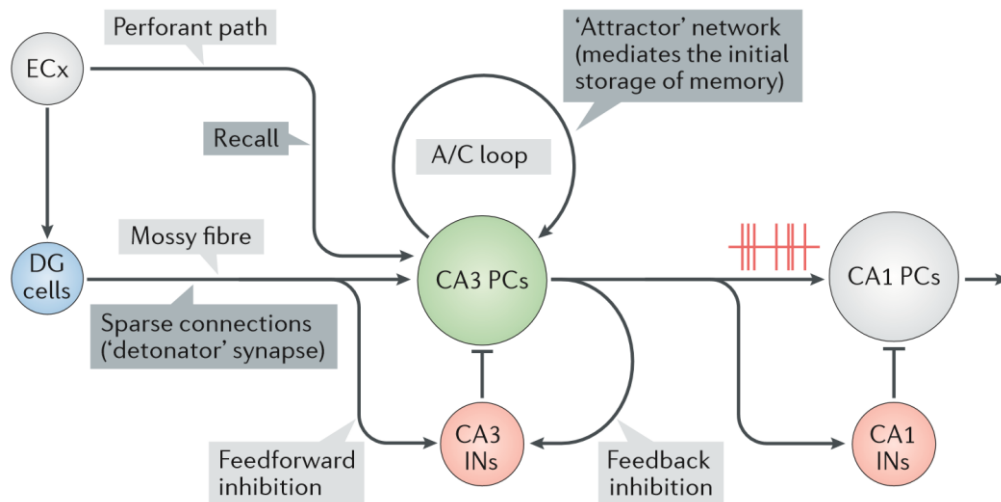 Perforant path
'Attractor' network
(mediates the initial
storage of memory)
ECx
Recall
A/C loop
Mossy fibre
DG
cells
CA3 PCs
CA1 PCs
Sparse connections
('detonator' synapse)
CA3
INs
CA1
INs
Feedforward
inhibition
Feedback
inhibition